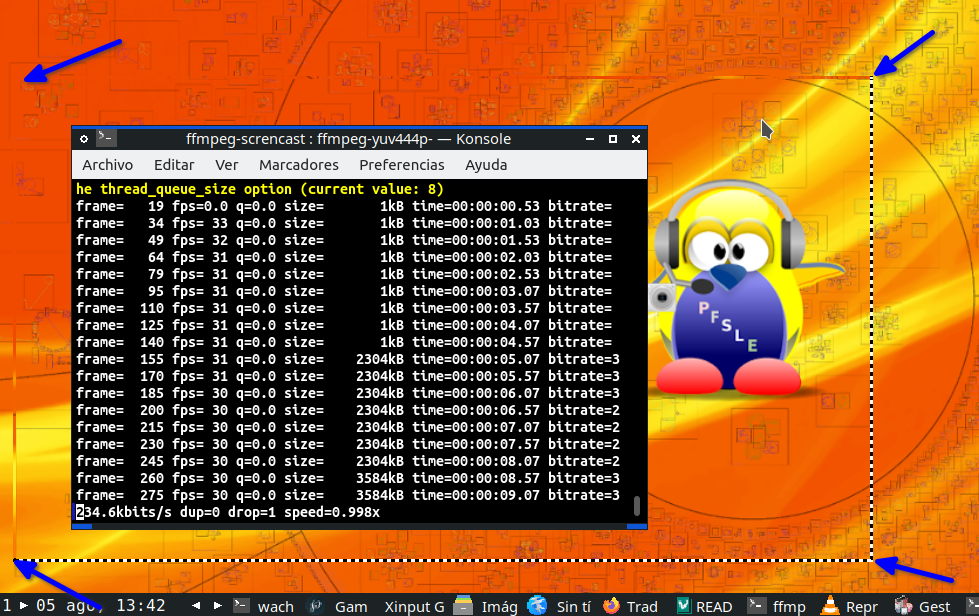 ffmpeg-screncast : ffmpeg-yuv444p- — Konsole
Archivo Editar Ver Marcadores Preferencias Ayuda
he thread_queue_size option (current value: 8)
frame= 19 fps=0.0 q=0.0 size= 1kB time=00:00:00.53 bitrate=
frame= 34 fps= 33 q=0.0 size= 1kB time=00:00:01.03 bitrate=
frame= 49 fps= 32 q=0.0 size= 1kB time=00:00:01.53 bitrate=
frame= 64 fps= 31 q=0.0 size= 1kB time=00:00:02.03 bitrate=
frame= 79 fps= 31 q=0.0 size= 1kB time=00:00:02.53 bitrate=
frame= 95 fps= 31 q=0.0 size= 1kB time=00:00:03.07 bitrate=
frame= 110 fps= 31 q=0.0 size= 1kB time=00:00:03.57 bitrate=
frame= 125 fps= 31 q=0.0 size= 1kB time=00:00:04.07 bitrate=
frame= 140 fps= 31 q=0.0 size= 1kB time=00:00:04.57 bitrate=
frame= 155 fps= 31 q=0.0 size= 2304kB time=00:00:05.07 bitrate=3
frame= 170 fps= 31 q=0.0 size= 2304kB time=00:00:05.57 bitrate=3
frame= 185 fps= 30 q=0.0 size= 2304kB time=00:00:06.07 bitrate=3
frame= 200 fps= 30 q=0.0 size= 2304kB time=00:00:06.57 bitrate=2
frame= 215 fps= 30 q=0.0 size= 2304kB time=00:00:07.07 bitrate=2
frame= 230 fps= 30 q=0.0 size= 2304kB time=00:00:07.57 bitrate=2
frame= 245 fps= 30 q=0.0 size= 2304kB time=00:00:08.07 bitrate=2
frame= 260 fps= 30 q=0.0 size= 3584kB time=00:00:08.57 bitrate=3
frame= 275 fps= 30 q=0.0 size= 3584kB time=00:00:09.07 bitrate=3
234.6kbits/s dup=0 drop=1 speed=0.998x
PFSLE
1 05 ago, 13:42 wach Gam Xinput G Imág Sin tí Trad READ ffmp Repr Gest